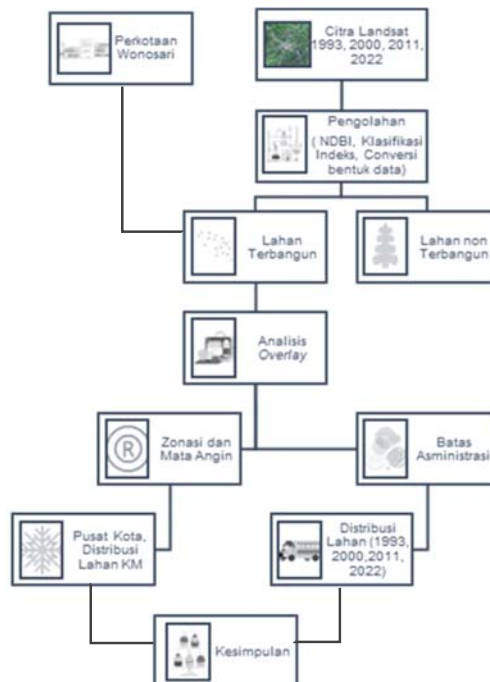 Perkotaan
Wonosari
Citra Landsat
1993, 2000, 2011,
2022
Pengolahan
( NDBI, Klasifikasi
Indeks, Conversi
bentuk data)
Lahan
Terbangun
Lahan non
Terbangun
Analisis
Overlay
Zonasi dan
Mata Angin
Batas
Asministrasi
Pusat Kota,
Distribusi
Lahan KM
Distribusi
Lahan (1993,
2000,2011,
2022)
Kesimpulan
R